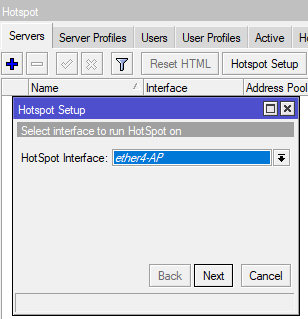 Hotspot
Servers Server Profiles Users User Profiles Active
Reset HTML Hotspot Setup
Name Interface Address Pool
Hotspot Setup
Select interface to run HotSpot on
HotSpot Interface: ether4-AP
Back Next Cancel